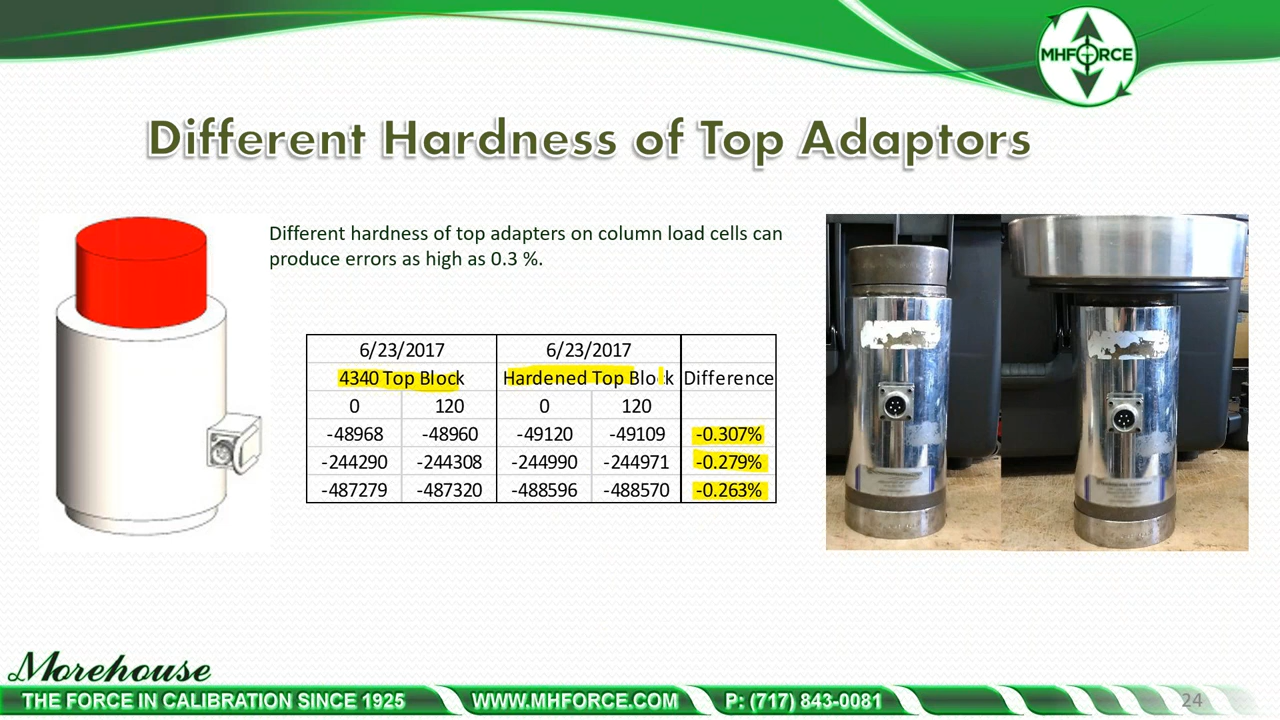 MHFORCE
Different Hardness of Top Adaptors
Different hardness of top adapters on column load cells can
produce errors as high as 0.3 %.
6/23/2017 6/23/2017
4340 Top Block Hardened Top Block Difference
0 120 0 120
-48968 -48960 -49120 -49109 -0.307%
-244290 -244308 -244990 -244971 -0.279%
-487279 -487320 -488596 -488570 -0.263%
Morehouse
THE FORCE IN CALIBRATION SINCE 1925 WWW.MHFORCE.COM P: (717) 843-0081 24